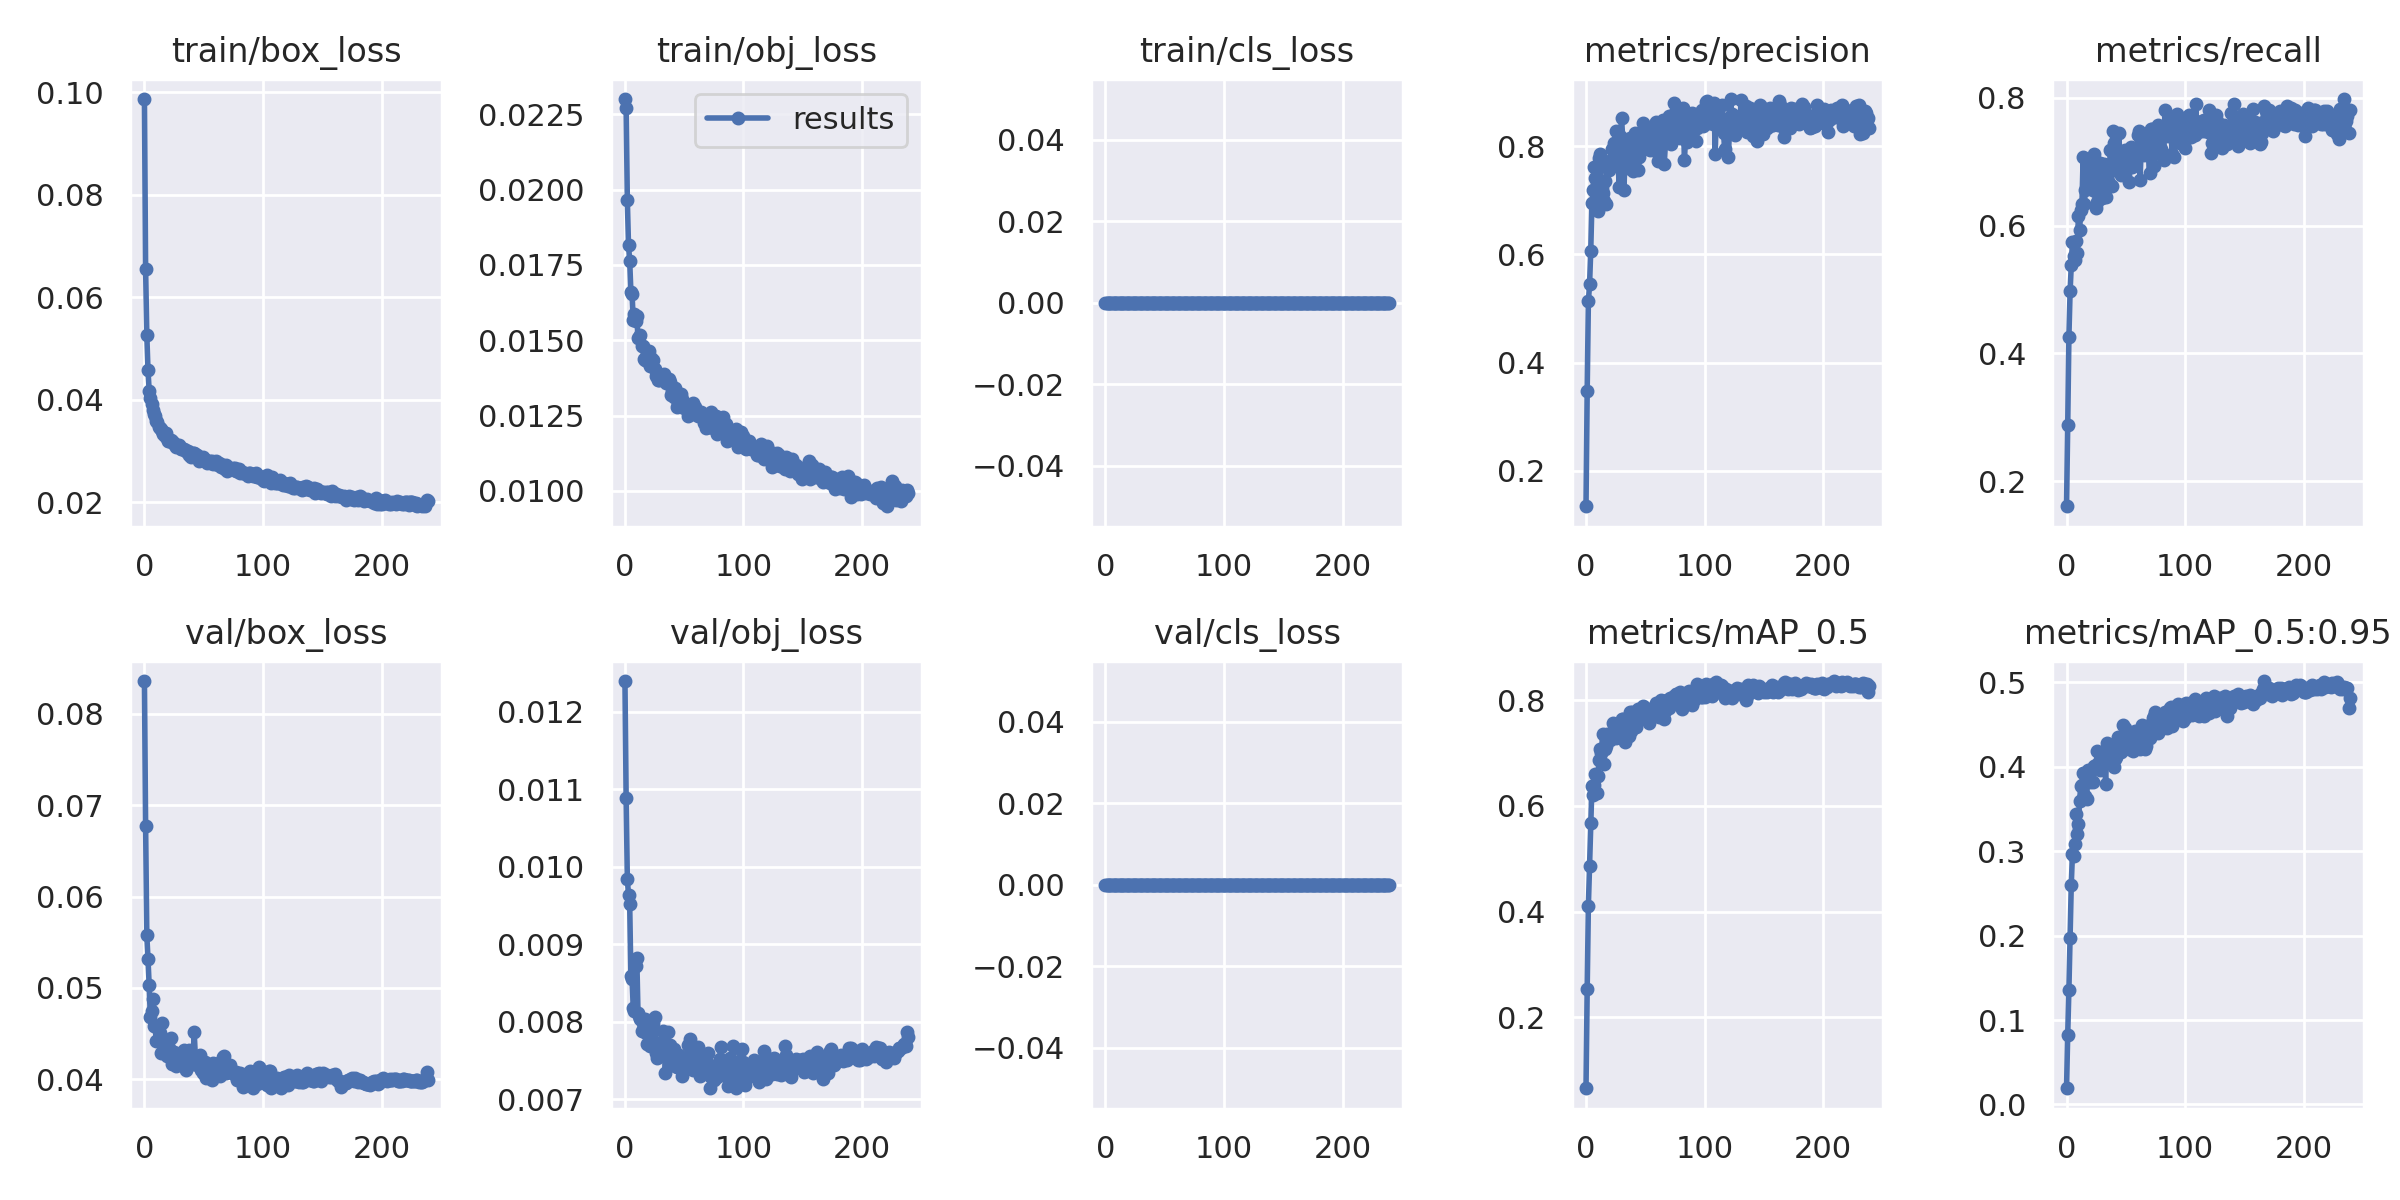 train/box_loss
0.10
0.08
0.06
0.04
0.02
0 100 200
train/obj_loss
results
0.0225
0.0200
0.0175
0.0150
0.0125
0.0100
0 100 200
train/cls_loss
0.04
0.02
0.00
−0.02
−0.04
0 100 200
metrics/precision
0.8
0.6
0.4
0.2
0 100 200
metrics/recall
0.8
0.6
0.4
0.2
0 100 200
val/box_loss
0.08
0.07
0.06
0.05
0.04
0 100 200
val/obj_loss
0.012
0.011
0.010
0.009
0.008
0.007
0 100 200
val/cls_loss
0.04
0.02
0.00
−0.02
−0.04
0 100 200
metrics/mAP_0.5
0.8
0.6
0.4
0.2
0 100 200
metrics/mAP_0.5:0.95
0.5
0.4
0.3
0.2
0.1
0.0
0 100 200